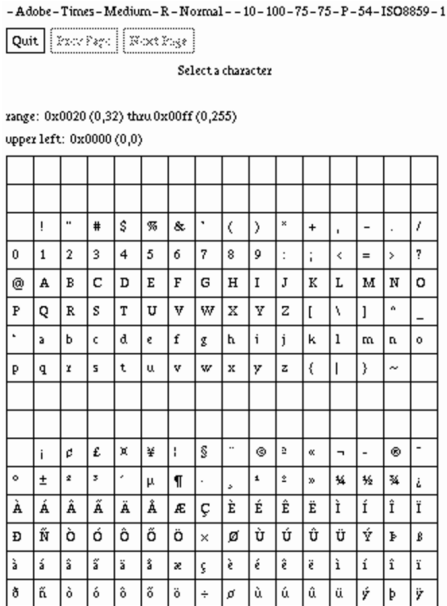 -Adobe-Times-Medium-R-Normal--10-100-75-75-P-54-ISO8859-1
Quit Prev Page Next Page
Select a character
range: 0x0020 (0,32) thru 0x00ff (0,255)
upper left: 0x0000 (0,0)
! " # $ % & ' ( ) * + , - . /
0 1 2 3 4 5 6 7 8 9 : ; < = > ?
@ A B C D E F G H I J K L M N O
P Q R S T U V W X Y Z [ \ ] ^ _
` a b c d e f g h i j k l m n o
p q r s t u v w x y z { | } ~
¡ ¢ £ ¤ ¥ ¦ § ¨ © ª « ¬ - ® ¯
° ± ² ³ ´ µ ¶ · ¸ ¹ º » ¼ ½ ¾ ¿
À Á Â Ã Ä Å Æ Ç È É Ê Ë Ì Í Î Ï
Ð Ñ Ò Ó Ô Õ Ö × Ø Ù Ú Û Ü Ý Þ ß
à á â ã ä å æ ç è é ê ë ì í î ï
ð ñ ò ó ô õ ö ÷ ø ù ú û ü ý þ ÿ